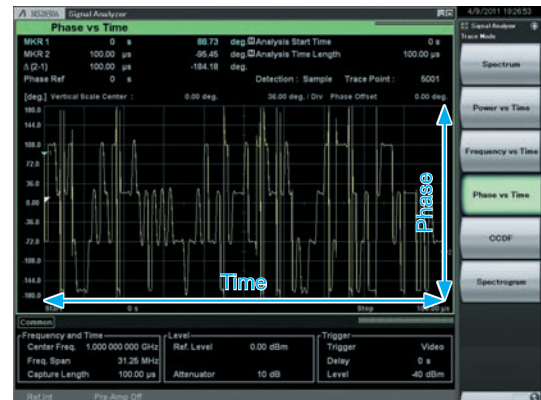 MS2830A Signal Analyzer 4/9/2011 19:26:53
Phase vs Time
MKR 1 0 s 88.73 deg. Analysis Start Time 0 s
MKR 2 100.00 µs -95.45 deg. Analysis Time Length 100.00 µs
Δ (2-1) 100.00 µs -184.18 deg.
Phase Ref 0 s Detection : Sample Trace Point : 5001
[deg.] Vertical Scale Center : 0.00 deg. 36.00 deg. / Div Phase Offset 0.00 deg.
180.0
144.0
108.0
72.0
36.0
0.00
-36.0
-72.0
-108.0
-144.0
-180.0
Phase
Time
Start 0 s Stop 100.00 µs
Common
Frequency and Time
Center Freq. 1.000 000 000 GHz
Freq. Span 31.25 MHz
Capture Length 100.00 µs
Level
Ref. Level 0.00 dBm
Attenuator 10 dB
Trigger
Trigger Video
Delay 0 s
Level -40 dBm
Ref.Int Pre-Amp Off
Signal Analyzer
Trace Mode
Spectrum
Power vs Time
Frequency vs Time
Phase vs Time
CCDF
Spectrogram